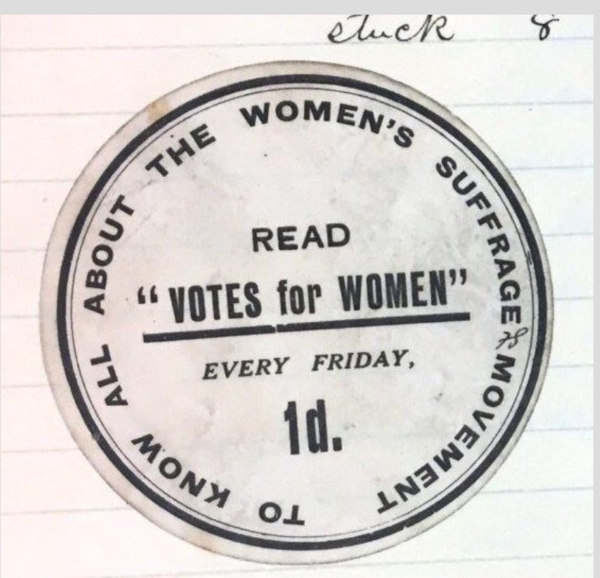 stuck 8
TO KNOW ALL ABOUT THE WOMEN'S SUFFRAGE MOVEMENT
READ
"VOTES for WOMEN"
EVERY FRIDAY,
1d.